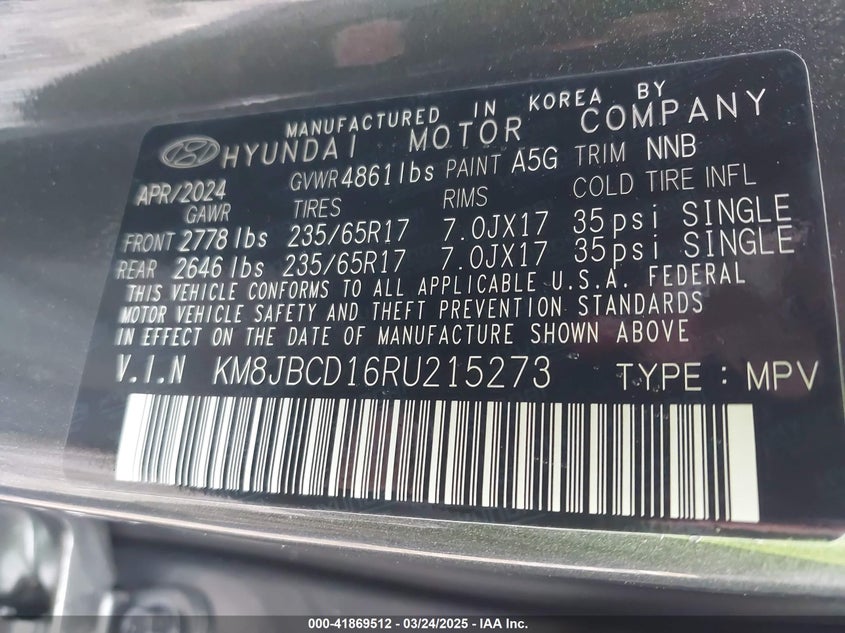 MANUFACTURED IN KOREA BY
HYUNDAI MOTOR COMPANY
APR/2024 GVWR 4861lbs PAINT A5G TRIM NNB
GAWR TIRES RIMS COLD TIRE INFL
FRONT 2778lbs 235/65R17 7.0JX17 35psi SINGLE
REAR 2646lbs 235/65R17 7.0JX17 35psi SINGLE
THIS VEHICLE CONFORMS TO ALL APPLICABLE U.S.A. FEDERAL
MOTOR VEHICLE SAFETY AND THEFT PREVENTION STANDARDS
IN EFFECT ON THE DATE OF MANUFACTURE SHOWN ABOVE
V.I.N KM8JBCD16RU215273 TYPE : MPV
000-41869512 - 03/24/2025 - IAA Inc.